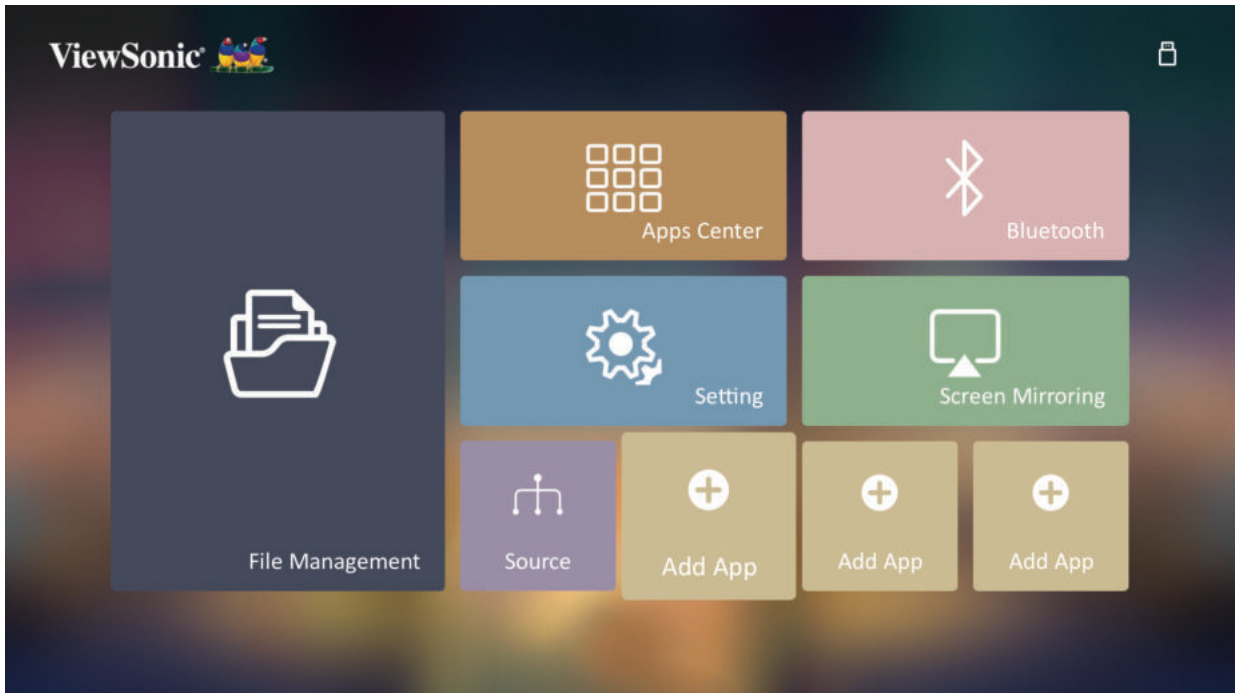 ViewSonic®
Apps Center
Bluetooth
Setting
Screen Mirroring
File Management
Source
Add App
Add App
Add App